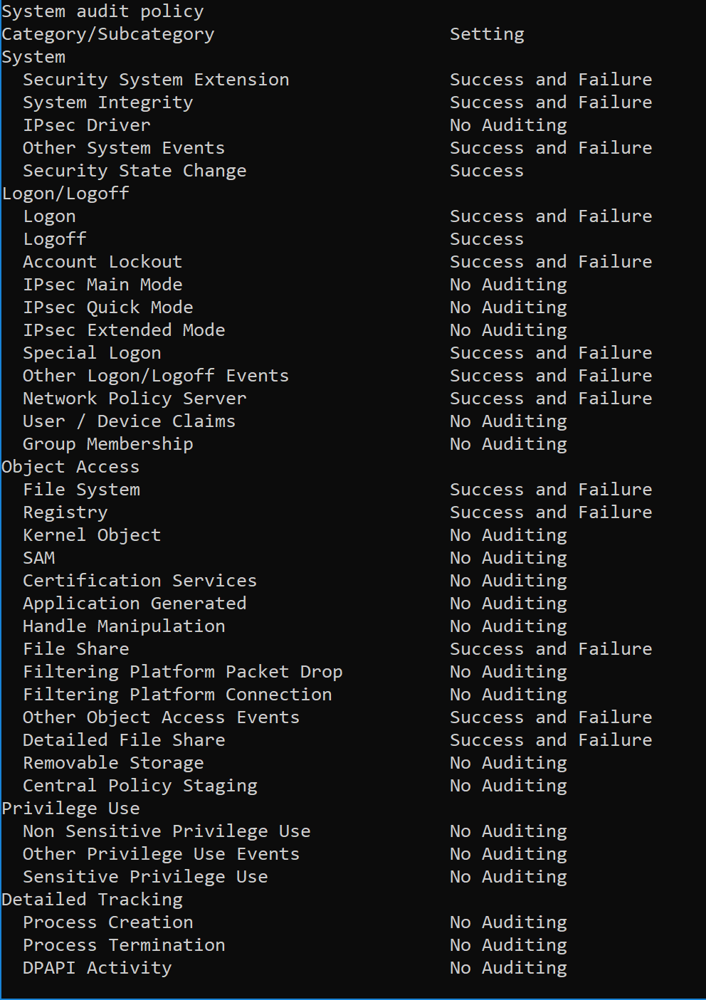 System audit policy
Category/Subcategory                      Setting
System
  Security System Extension               Success and Failure
  System Integrity                        Success and Failure
  IPsec Driver                            No Auditing
  Other System Events                     Success and Failure
  Security State Change                   Success
Logon/Logoff
  Logon                                   Success and Failure
  Logoff                                  Success
  Account Lockout                         Success and Failure
  IPsec Main Mode                         No Auditing
  IPsec Quick Mode                        No Auditing
  IPsec Extended Mode                     No Auditing
  Special Logon                           Success and Failure
  Other Logon/Logoff Events               Success and Failure
  Network Policy Server                   Success and Failure
  User / Device Claims                    No Auditing
  Group Membership                        No Auditing
Object Access
  File System                             Success and Failure
  Registry                                Success and Failure
  Kernel Object                           No Auditing
  SAM                                     No Auditing
  Certification Services                  No Auditing
  Application Generated                   No Auditing
  Handle Manipulation                     No Auditing
  File Share                              Success and Failure
  Filtering Platform Packet Drop          No Auditing
  Filtering Platform Connection           No Auditing
  Other Object Access Events              Success and Failure
  Detailed File Share                     Success and Failure
  Removable Storage                       No Auditing
  Central Policy Staging                  No Auditing
Privilege Use
  Non Sensitive Privilege Use             No Auditing
  Other Privilege Use Events              No Auditing
  Sensitive Privilege Use                 No Auditing
Detailed Tracking
  Process Creation                        No Auditing
  Process Termination                     No Auditing
  DPAPI Activity                          No Auditing